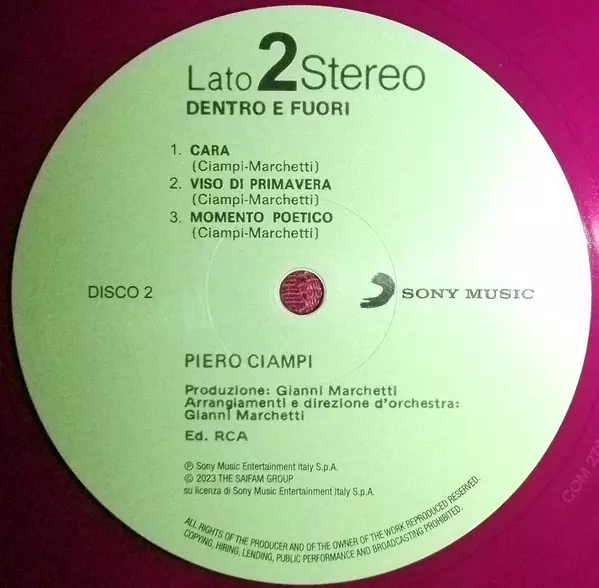 Lato 2 Stereo
DENTRO E FUORI
1. CARA
(Ciampi-Marchetti)
2. VISO DI PRIMAVERA
(Ciampi-Marchetti)
3. MOMENTO POETICO
(Ciampi-Marchetti)
DISCO 2
SONY MUSIC
PIERO CIAMPI
Produzione: Gianni Marchetti
Arrangiamenti e direzione d'orchestra:
Gianni Marchetti
Ed. RCA
℗ Sony Music Entertainment Italy S.p.A.
© 2023 THE SAIFAM GROUP
su licenza di Sony Music Entertainment Italy S.p.A.
ALL RIGHTS OF THE PRODUCER AND OF THE OWNER OF THE WORK REPRODUCED RESERVED.
COPYING, HIRING, LENDING, PUBLIC PERFORMANCE AND BROADCASTING PROHIBITED.
COM